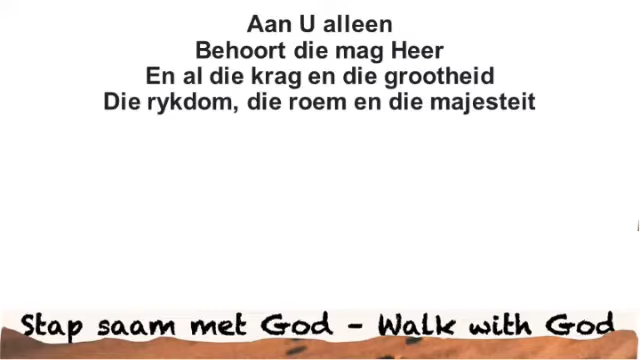 Aan U alleen
Behoort die mag Heer
En al die krag en die grootheid
Die rykdom, die roem en die majesteit
Stap saam met God - Walk with God